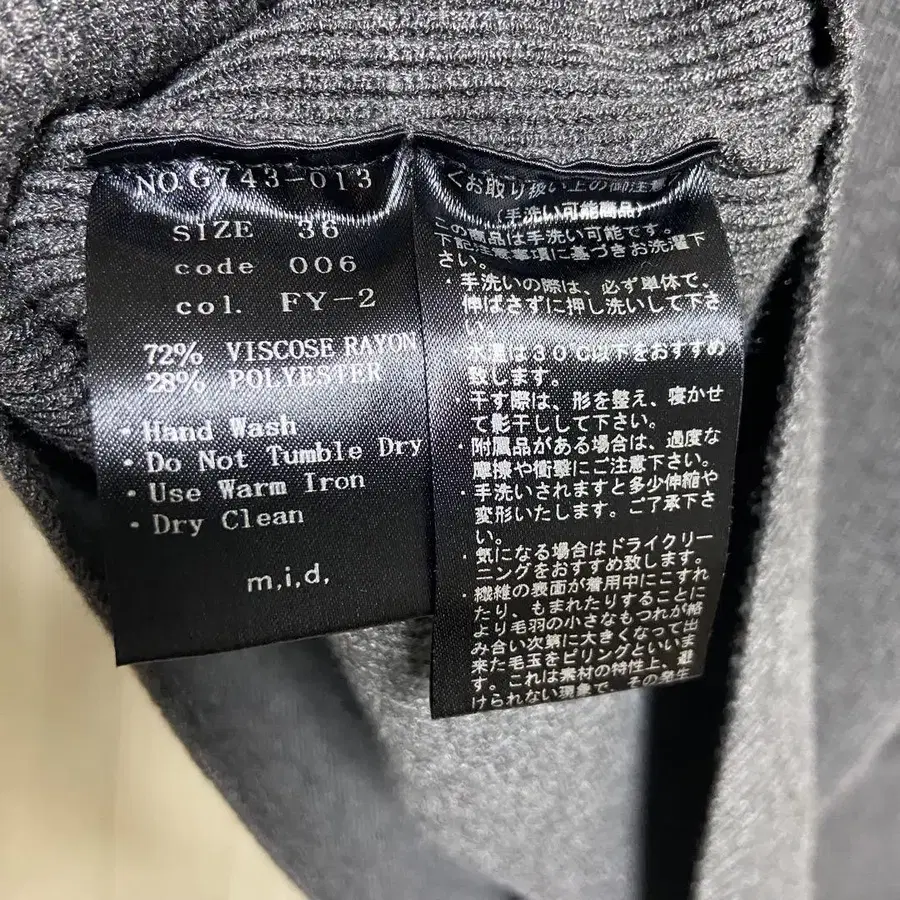 NO.G743-013
SIZE 36
code 006
col. FY-2
72% VISCOSE RAYON
28% POLYESTER
・Hand Wash
・Do Not Tumble Dry
・Use Warm Iron
・Dry Clean
m,i,d,
くお取り扱い上の御注意
(手洗い可能商品)
この商品は手洗い可能です。
下記注意事項に基づきお洗濯下
さい。
・手洗いの際は、必ず単体で、
伸ばさずに押し洗いして下さ
い。
・水温は30℃以下をおすすめ
致します。
・干す際は、形を整え、寝かせ
て影干しして下さい。
・附属品がある場合は、過度な
摩擦や衝撃にご注意下さい。
・手洗いされますと多少伸縮や
変形いたします。ご了承下さ
い。
・気になる場合はドライクリー
ニングをおすすめ致します。
・繊維の表面が着用中にこすれ
たり、もまれたりすることに
より毛羽の小さなもつれが絡
み合い次第に大きくなって出
来た毛玉をピリングといいま
す。これは素材の特性上、避
けられない現象で、その発生